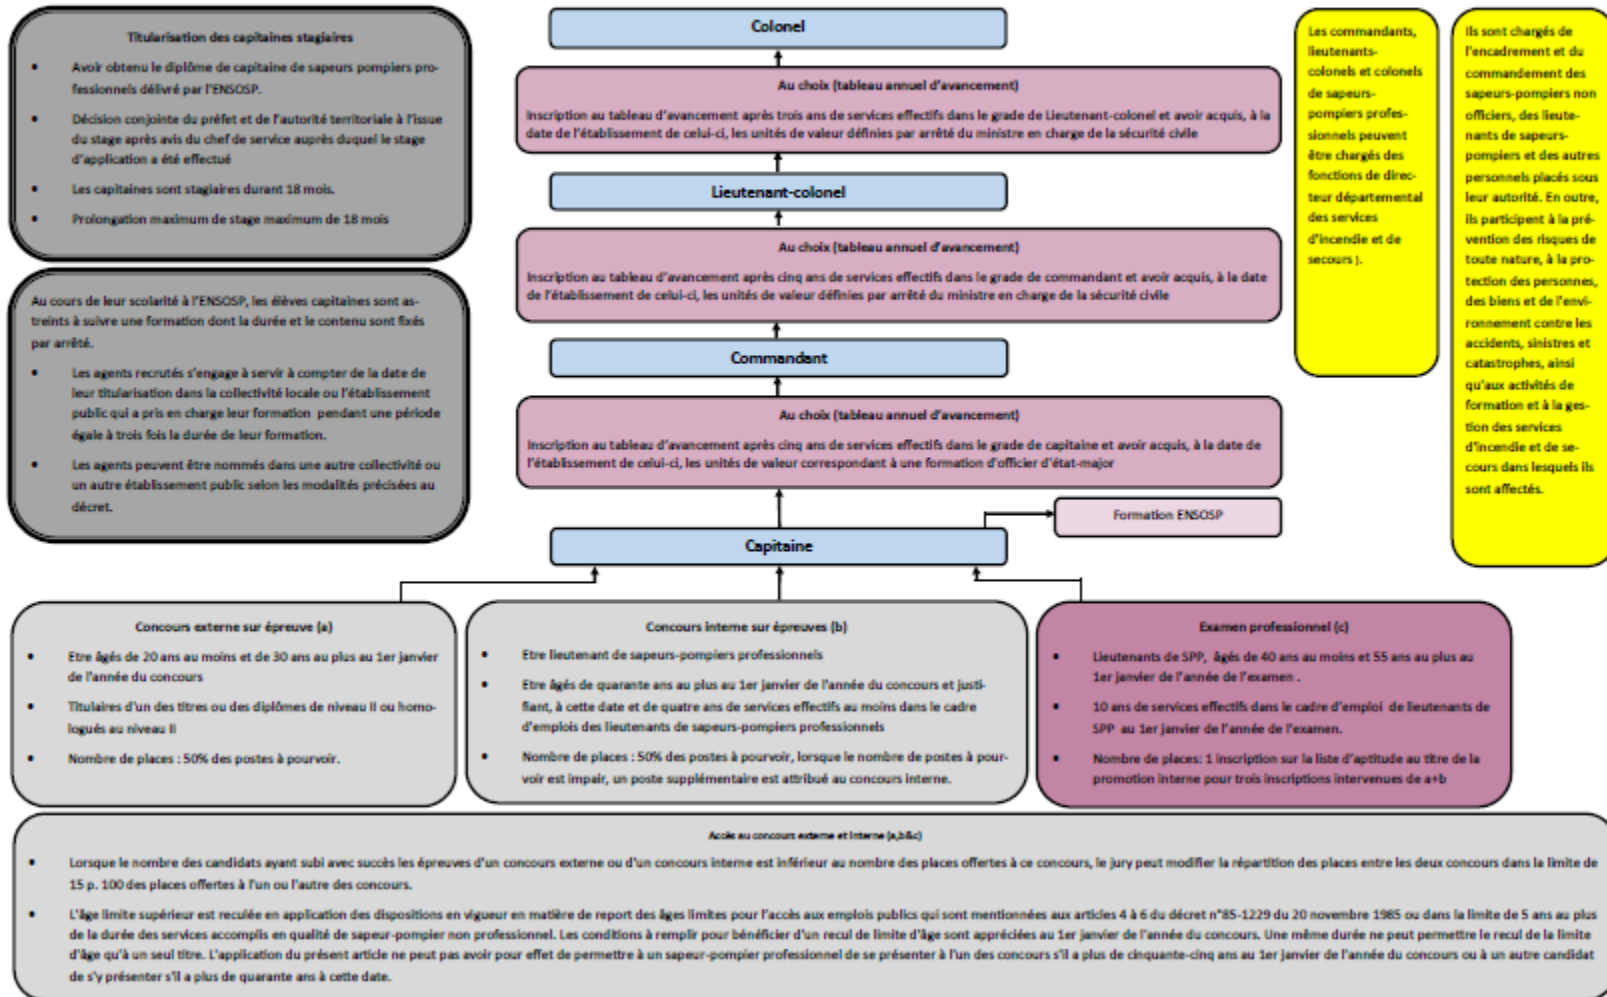 Titularisation des capitaines stagiaires
• Avoir obtenu le diplôme de capitaine de sapeurs pompiers pro-
fessionnels délivré par l'ENSOSP.
• Décision conjointe du préfet et de l'autorité territoriale à l'issue
du stage après avis du chef de service auprès duquel le stage
d'application a été effectué
• Les capitaines sont stagiaires durant 18 mois.
• Prolongation maximum de stage maximum de 18 mois
Au cours de leur scolarité à l'ENSOSP, les élèves capitaines sont as-
treints à suivre une formation dont la durée et le contenu sont fixés
par arrêté.
• Les agents recrutés s'engage à servir à compter de la date de
leur titularisation dans la collectivité locale ou l'établissement
public qui a pris en charge leur formation pendant une période
égale à trois fois la durée de leur formation.
• Les agents peuvent être nommés dans une autre collectivité ou
un autre établissement public selon les modalités précisées au
décret.
Colonel
Au choix (tableau annuel d'avancement)
Inscription au tableau d'avancement après trois ans de services effectifs dans le grade de Lieutenant-colonel et avoir acquis, à la
date de l'établissement de celui-ci, les unités de valeur définies par arrêté du ministre en charge de la sécurité civile
Lieutenant-colonel
Au choix (tableau annuel d'avancement)
Inscription au tableau d'avancement après cinq ans de services effectifs dans le grade de commandant et avoir acquis, à la date
de l'établissement de celui-ci, les unités de valeur définies par arrêté du ministre en charge de la sécurité civile
Commandant
Au choix (tableau annuel d'avancement)
Inscription au tableau d'avancement après cinq ans de services effectifs dans le grade de capitaine et avoir acquis, à la date de
l'établissement de celui-ci, les unités de valeur correspondant à une formation d'officier d'état-major
Formation ENSOSP
Capitaine
Les commandants,
lieutenants-
colonels et colonels
de sapeurs-
pompiers profes-
sionnels peuvent
être chargés des
fonctions de direc-
teur départemental
des services
d'incendie et de
secours ).
Ils sont chargés de
l'encadrement et du
commandement des
sapeurs-pompiers non
officiers, des lieute-
nants de sapeurs-
pompiers et des autres
personnels placés sous
leur autorité. En outre,
ils participent à la pré-
vention des risques de
toute nature, à la pro-
tection des personnes,
des biens et de l'envi-
ronnement contre les
accidents, sinistres et
catastrophes, ainsi
qu'aux activités de
formation et à la ges-
tion des services
d'incendie et de se-
cours dans lesquels ils
sont affectés.
Concours externe sur épreuve (a)
• Etre âgés de 20 ans au moins et de 30 ans au plus au 1er janvier
de l'année du concours
• Titulaires d'un des titres ou des diplômes de niveau II ou homo-
logués au niveau II
• Nombre de places : 50% des postes à pourvoir.
Concours interne sur épreuves (b)
• Etre lieutenant de sapeurs-pompiers professionnels
• Etre âgés de quarante ans au plus au 1er janvier de l'année du concours et justi-
fiant, à cette date et de quatre ans de services effectifs au moins dans le cadre
d'emplois des lieutenants de sapeurs-pompiers professionnels
• Nombre de places : 50% des postes à pourvoir, lorsque le nombre de postes à pour-
voir est impair, un poste supplémentaire est attribué au concours interne.
Examen professionnel (c)
• Lieutenants de SPP, âgés de 40 ans au moins et 55 ans au plus au
1er janvier de l'année de l'examen .
• 10 ans de services effectifs dans le cadre d'emploi de lieutenants de
SPP au 1er janvier de l'année de l'examen.
• Nombre de places: 1 inscription sur la liste d'aptitude au titre de la
promotion interne pour trois inscriptions intervenues de a+b
Accès au concours externe et interne (a,b&c)
• Lorsque le nombre des candidats ayant subi avec succès les épreuves d'un concours externe ou d'un concours interne est inférieur au nombre des places offertes à ce concours, le jury peut modifier la répartition des places entre les deux concours dans la limite de
15 p. 100 des places offertes à l'un ou l'autre des concours.
• L'âge limite supérieur est reculée en application des dispositions en vigueur en matière de report des âges limites pour l'accès aux emplois publics qui sont mentionnées aux articles 4 à 6 du décret n°85-1229 du 20 novembre 1985 ou dans la limite de 5 ans au plus
de la durée des services accomplis en qualité de sapeur-pompier non professionnel. Les conditions à remplir pour bénéficier d'un recul de limite d'âge sont appréciées au 1er janvier de l'année du concours. Une même durée ne peut permettre le recul de la limite
d'âge qu'à un seul titre. L'application du présent article ne peut pas avoir pour effet de permettre à un sapeur-pompier professionnel de se présenter à l'un des concours s'il a plus de cinquante-cinq ans au 1er janvier de l'année du concours ou à un autre candidat
de s'y présenter s'il a plus de quarante ans à cette date.